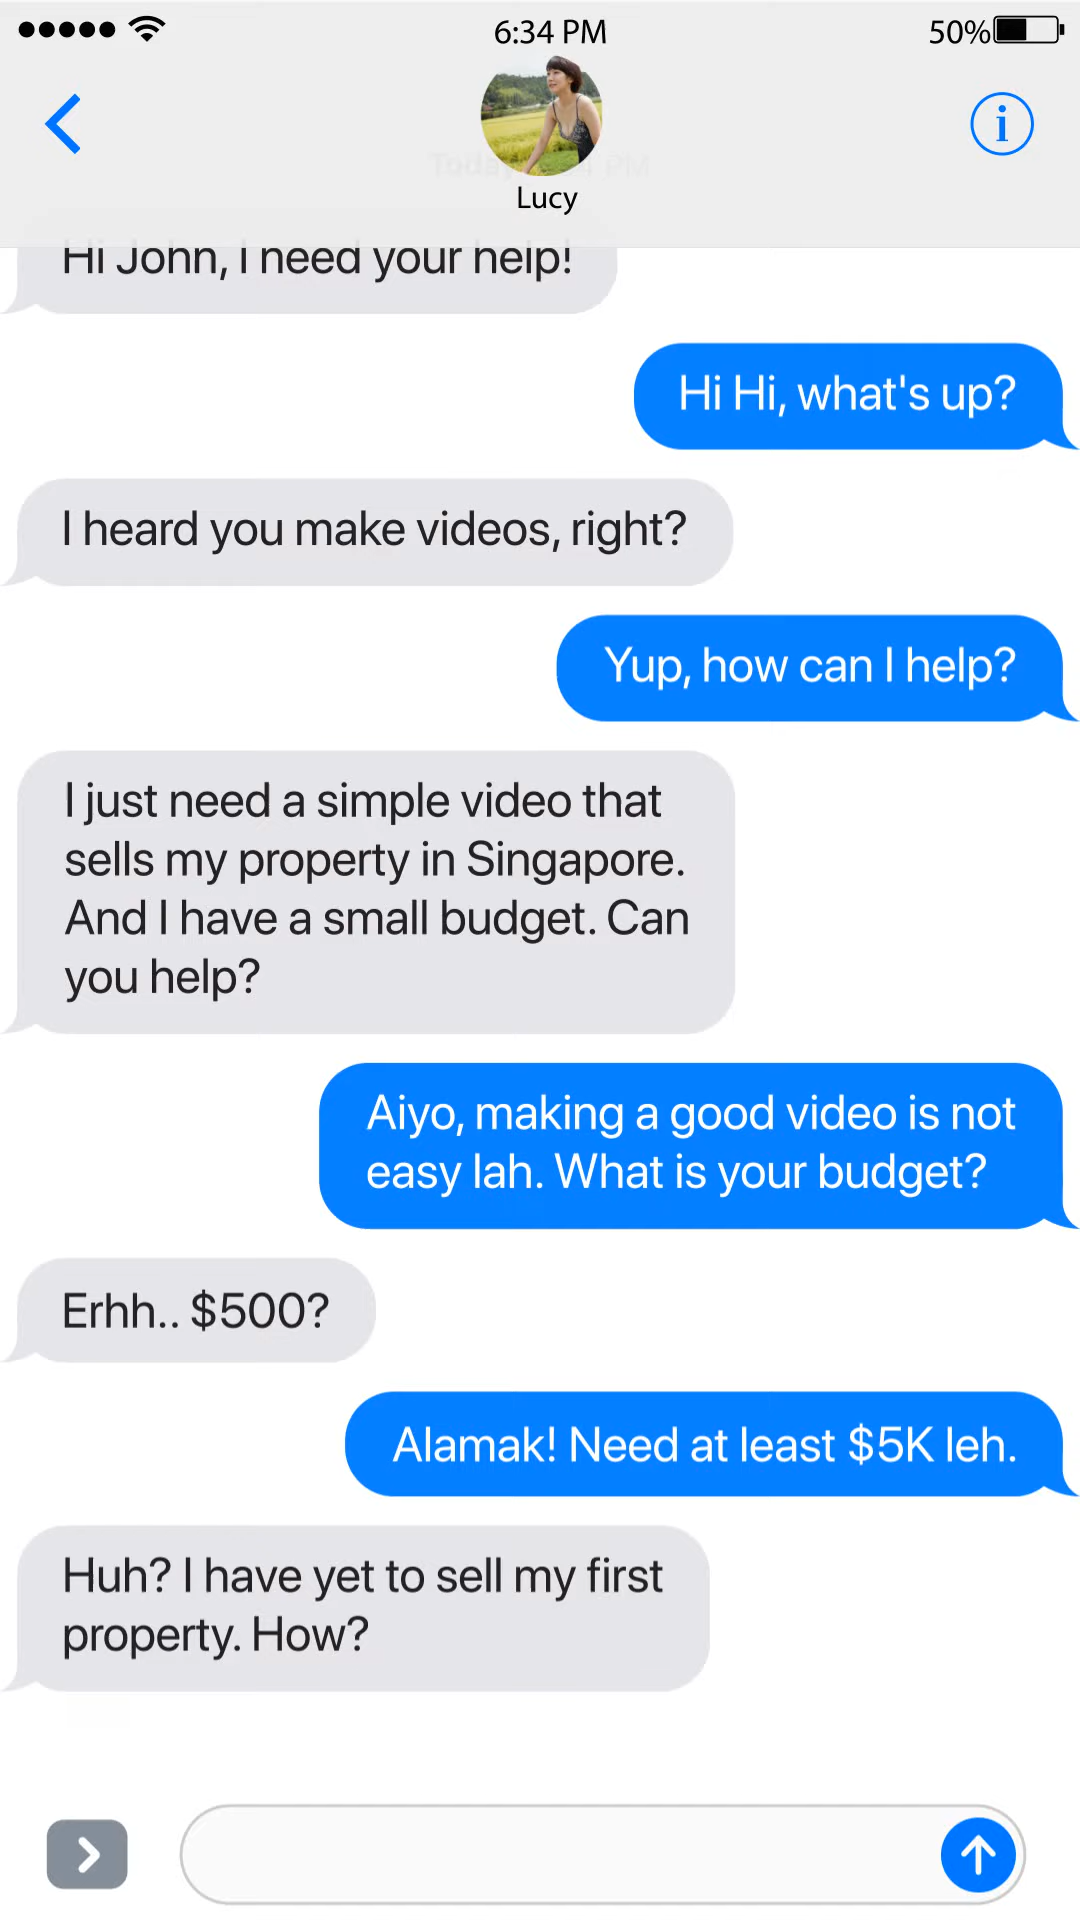 6:34 PM
50%
i
Today
PM
Lucy
Hi John, I need your help!
Hi Hi, what's up?
I heard you make videos, right?
Yup, how can I help?
I just need a simple video that
sells my property in Singapore.
And I have a small budget. Can
you help?
Aiyo, making a good video is not
easy lah. What is your budget?
Erhh.. $500?
Alamak! Need at least $5K leh.
Huh? I have yet to sell my first
property. How?